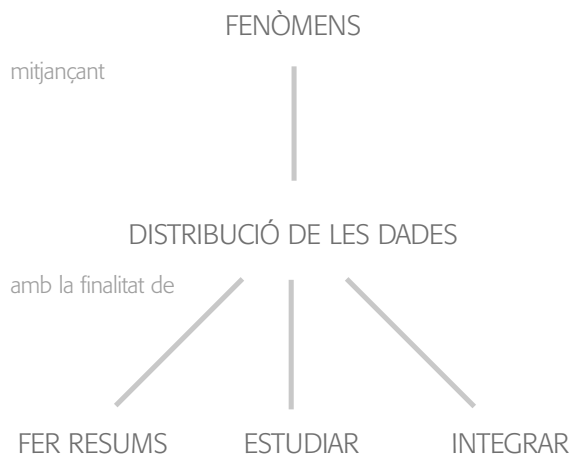 FENÒMENS
mitjançant
DISTRIBUCIÓ DE LES DADES
amb la finalitat de
FER RESUMS ESTUDIAR INTEGRAR